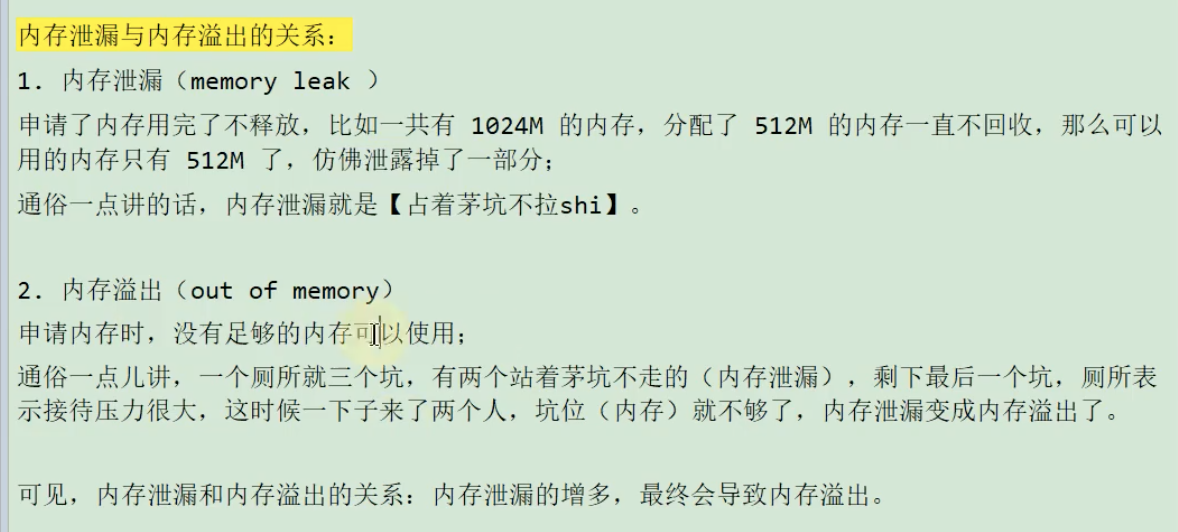 内存泄漏与内存溢出的关系：
1. 内存泄漏（memory leak ）
申请了内存用完了不释放，比如一共有 1024M 的内存，分配了 512M 的内存一直不回收，那么可以
用的内存只有 512M 了，仿佛泄露掉了一部分；
通俗一点讲的话，内存泄漏就是【占着茅坑不拉shi】。
2. 内存溢出（out of memory）
申请内存时，没有足够的内存可以使用；
通俗一点儿讲，一个厕所就三个坑，有两个站着茅坑不走的（内存泄漏），剩下最后一个坑，厕所表
示接待压力很大，这时候一下子来了两个人，坑位（内存）就不够了，内存泄漏变成内存溢出了。
可见，内存泄漏和内存溢出的关系：内存泄漏的增多，最终会导致内存溢出。